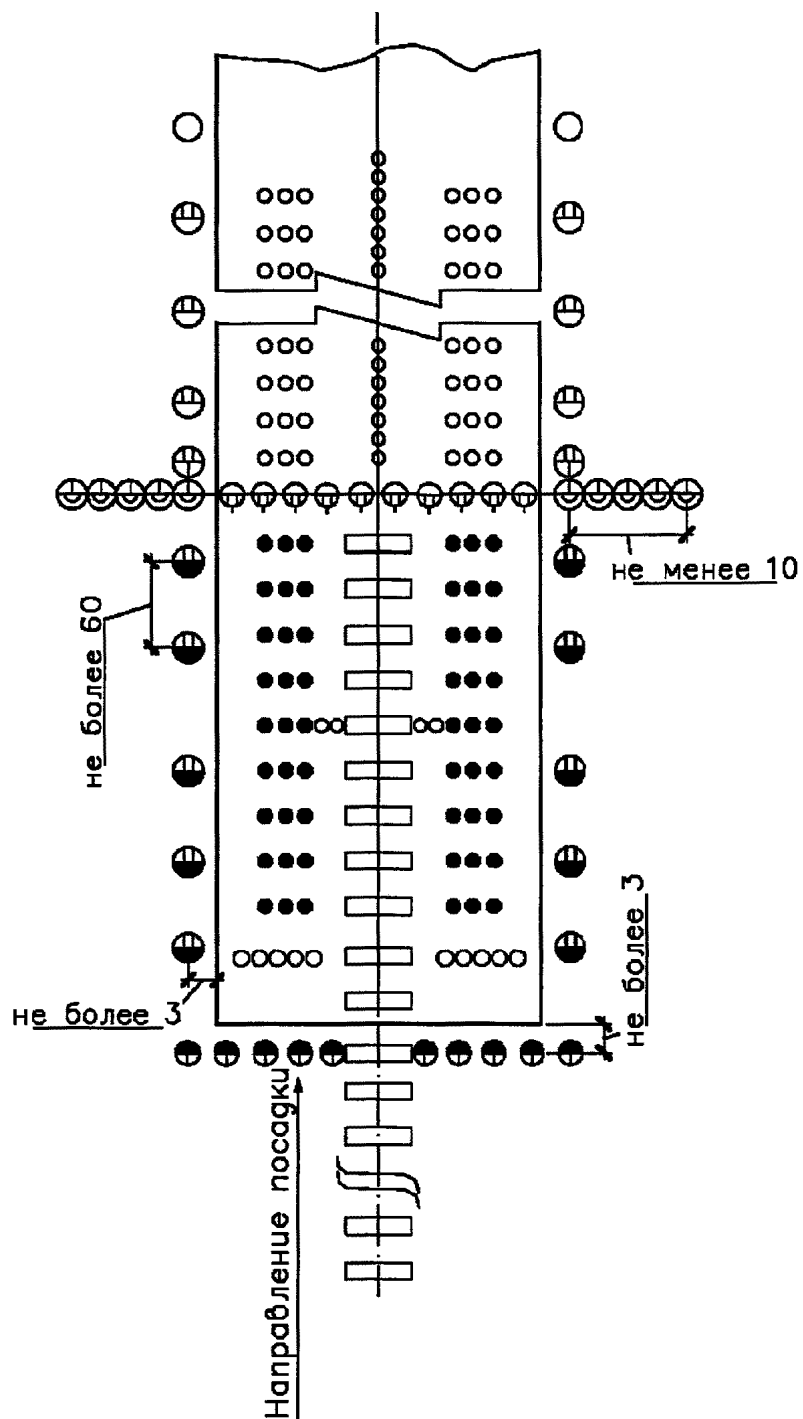 не менее 10
не более 60
не более 3
не более 3
Направление посадки